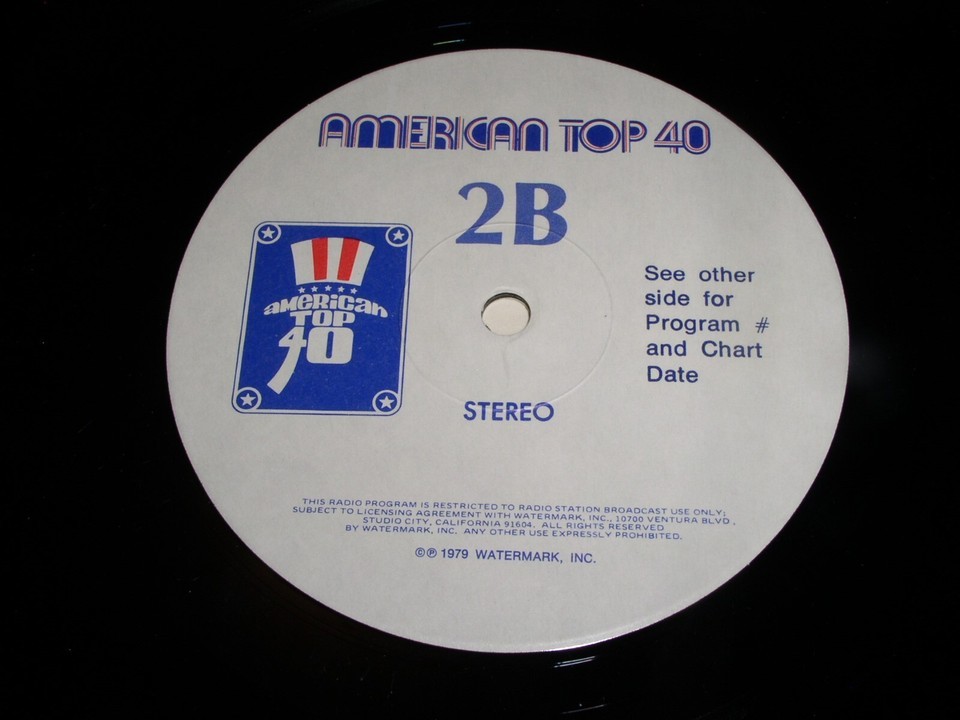 AMERICAN TOP 40
2B
AMERICAN
TOP
40
See other
side for
Program #
and Chart
Date
STEREO
THIS RADIO PROGRAM IS RESTRICTED TO RADIO STATION BROADCAST USE ONLY;
SUBJECT TO LICENSING AGREEMENT WITH WATERMARK, INC., 10700 VENTURA BLVD.,
STUDIO CITY, CALIFORNIA 91604. ALL RIGHTS RESERVED
BY WATERMARK, INC. ANY OTHER USE EXPRESSLY PROHIBITED.
©℗ 1979 WATERMARK, INC.